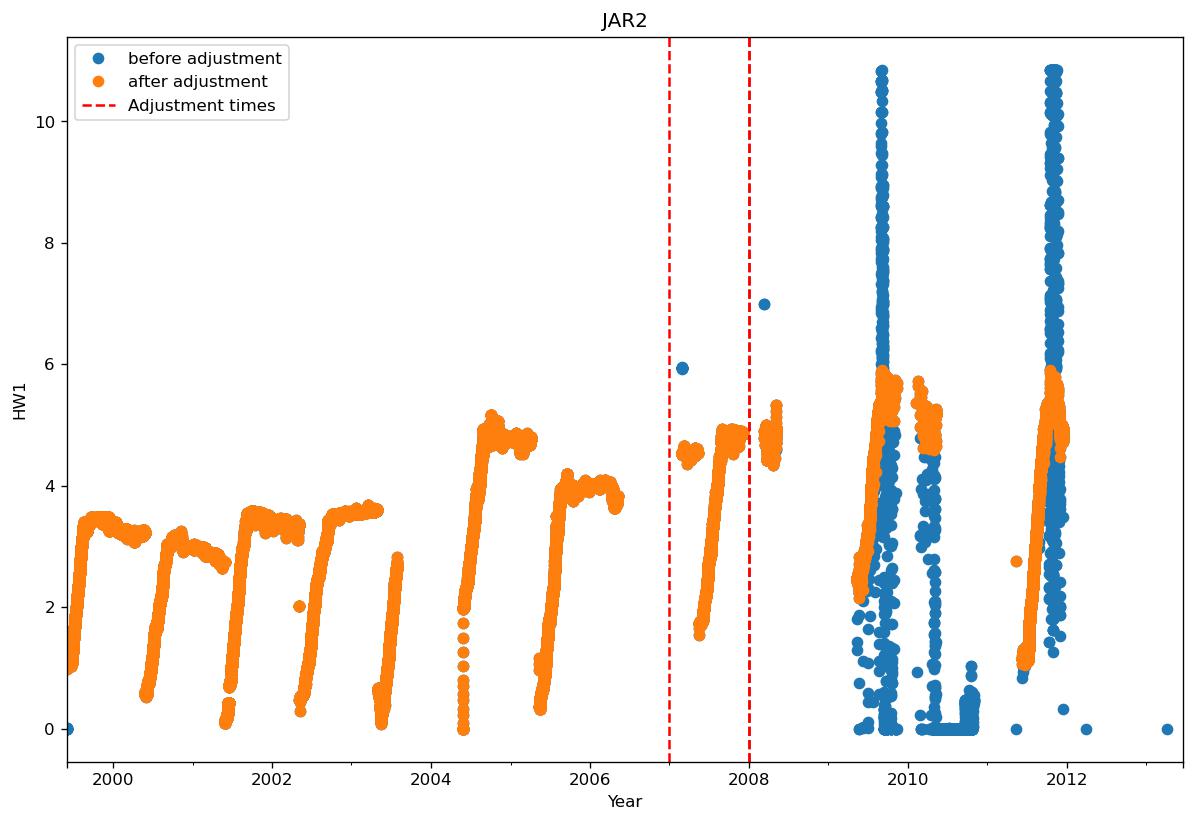 JAR2
before adjustment
after adjustment
Adjustment times
HW1
10
8
6
4
2
0
2000 2002 2004 2006 2008 2010 2012
Year